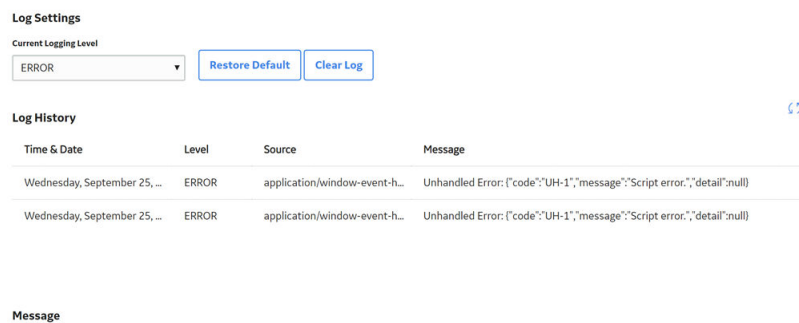 Log Settings
Current Logging Level
ERROR
Restore Default
Clear Log
Log History
Time & Date Level Source Message
Wednesday, September 25, ... ERROR application/window-event-h... Unhandled Error: {"code":"UH-1","message":"Script error.","detail":null}
Wednesday, September 25, ... ERROR application/window-event-h... Unhandled Error: {"code":"UH-1","message":"Script error.","detail":null}
Message